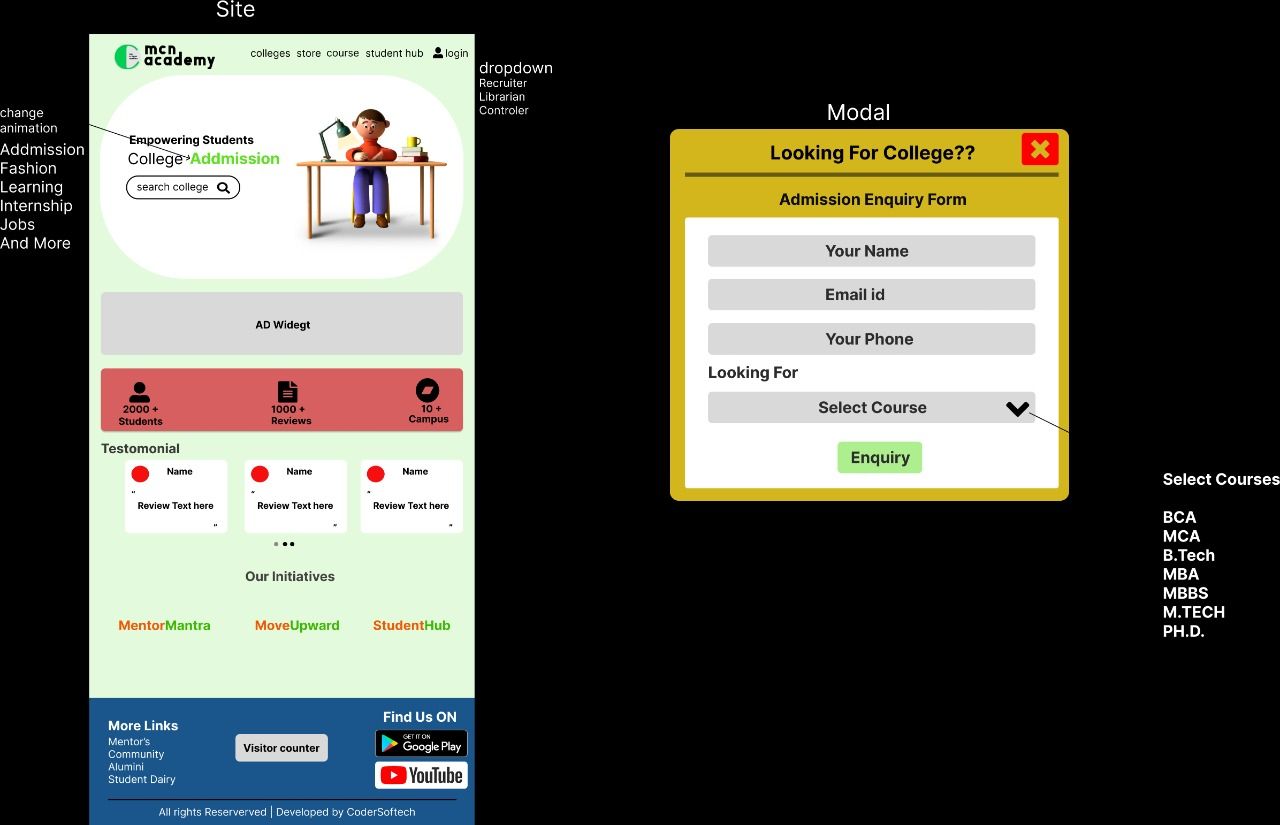 Site
mcn
academy
colleges store course student hub login
dropdown
Recruiter
Librarian
Controler
change
animation
Addmission
Fashion
Learning
Internship
Jobs
And More
Empowering Students
College Addmission
search college
AD Widegt
2000 +
Students
1000 +
Reviews
10 +
Campus
Testomonial
Name
"
Review Text here
"
Name
"
Review Text here
"
Name
"
Review Text here
"
Our Initiatives
MentorMantra
MoveUpward
StudentHub
More Links
Mentor's
Community
Alumini
Student Dairy
Visitor counter
Find Us ON
GET IT ON
Google Play
YouTube
All rights Reserverved | Developed by CoderSoftech
Modal
Looking For College??
Admission Enquiry Form
Your Name
Email id
Your Phone
Looking For
Select Course
Enquiry
Select Courses
BCA
MCA
B.Tech
MBA
MBBS
M.TECH
PH.D.